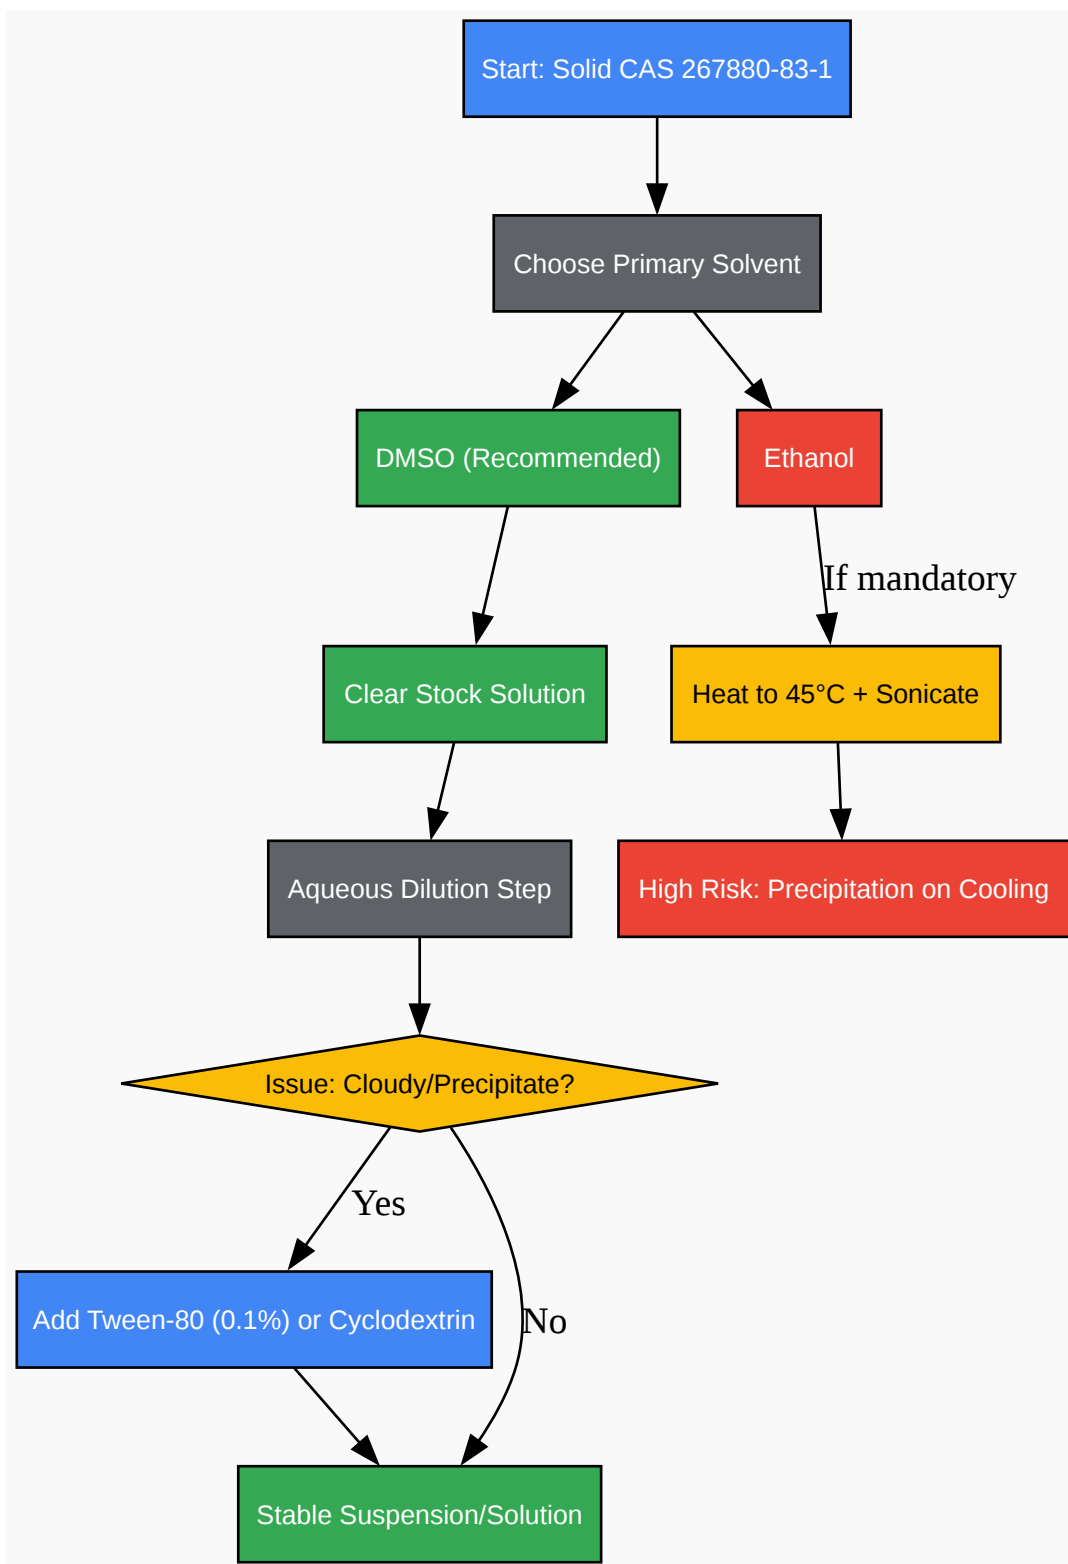 Start: Solid CAS 267880-83-1
Choose Primary Solvent
DMSO (Recommended)
Ethanol
If mandatory
Clear Stock Solution
Heat to 45°C + Sonicate
Aqueous Dilution Step
High Risk: Precipitation on Cooling
Issue: Cloudy/Precipitate?
Yes
Add Tween-80 (0.1%) or Cyclodextrin
No
Stable Suspension/Solution